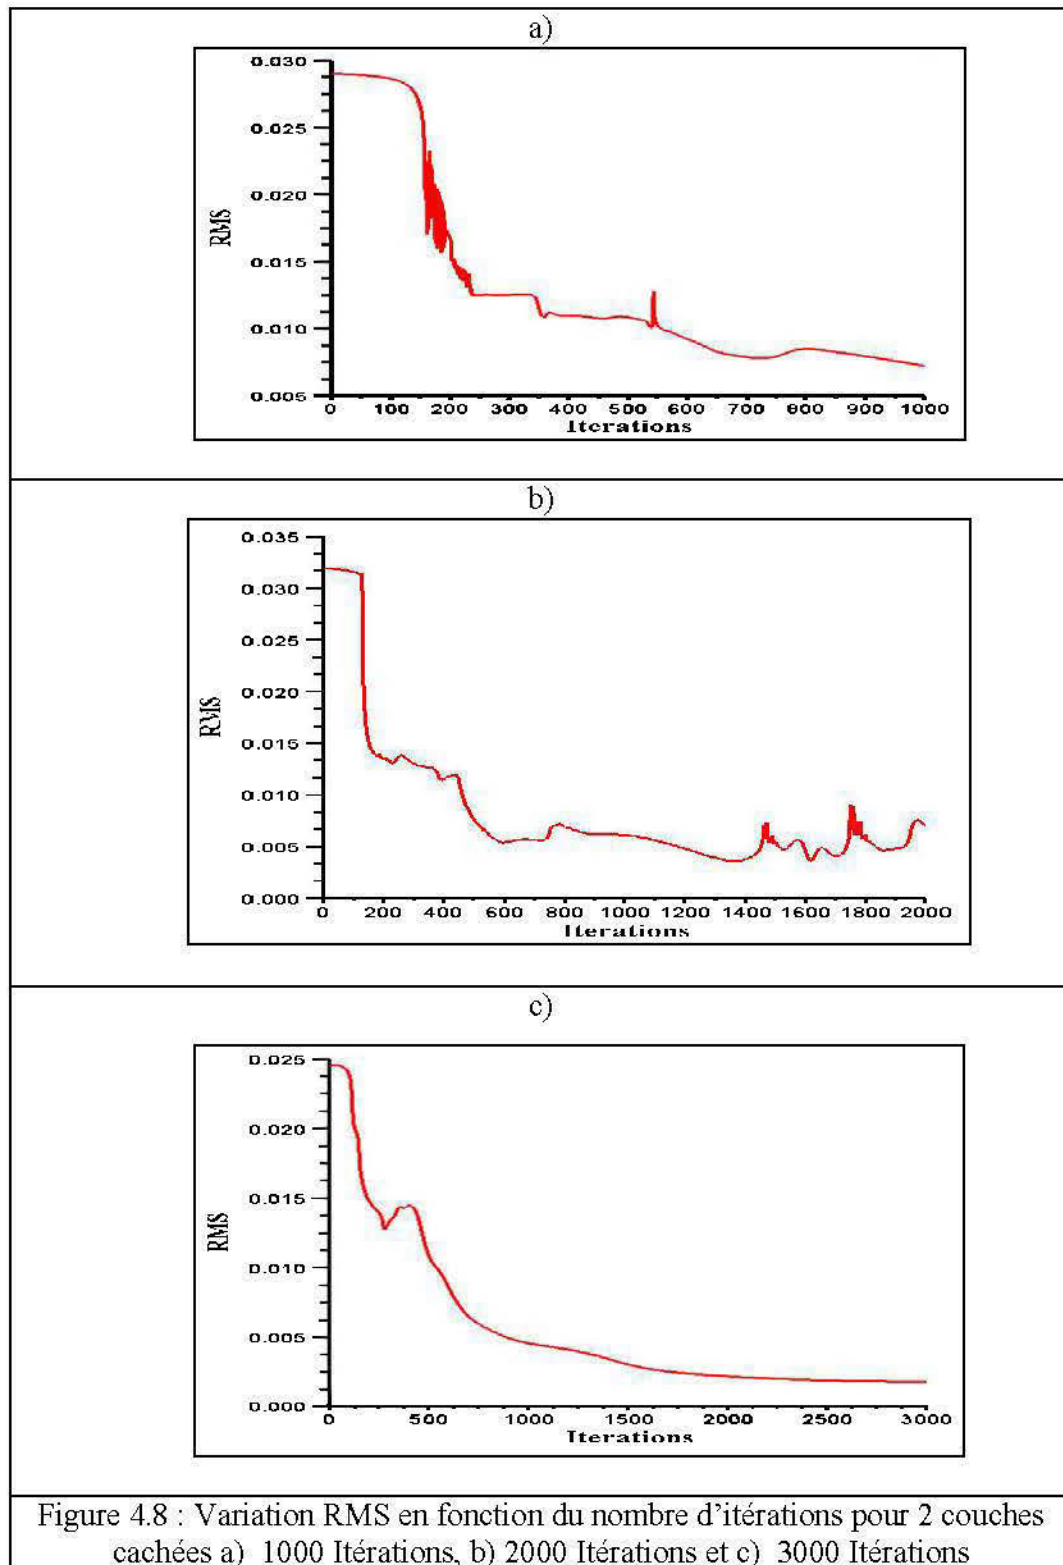 a)
0.030
0.025
0.020
0.015
0.010
0.005
RMS
0 100 200 300 400 500 600 700 800 900 1000
Iterations
b)
0.035
0.030
0.025
0.020
0.015
0.010
0.005
0.000
RMS
0 200 400 600 800 1000 1200 1400 1600 1800 2000
Iterations
c)
0.025
0.020
0.015
0.010
0.005
0.000
RMS
0 500 1000 1500 2000 2500 3000
Iterations
Figure 4.8 : Variation RMS en fonction du nombre d’itérations pour 2 couches
cachées a) 1000 Itérations, b) 2000 Itérations et c) 3000 Itérations